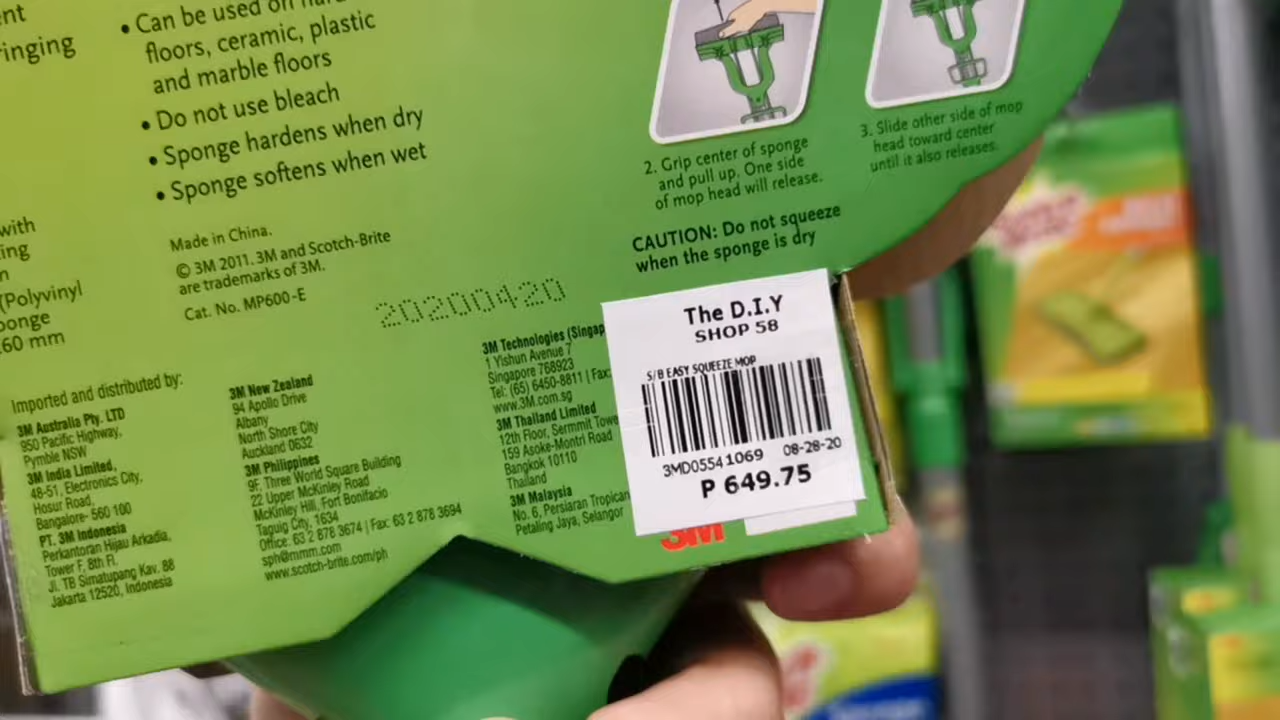 ringing
• Can be used on
floors, ceramic, plastic
and marble floors
• Do not use bleach
• Sponge hardens when dry
• Sponge softens when wet
with
(Polyvinyl
60 mm
Made in China.
© 3M 2011. 3M and Scotch-Brite
are trademarks of 3M.
Cat. No. MP600-E
20200420
2. Grip center of sponge
and pull up. One side
of mop head will release.
3. Slide other side of mop
head toward center
until it also releases.
CAUTION: Do not squeeze
when the sponge is dry
Imported and distributed by:
3M Australia Pty. LTD
950 Pacific Highway,
Pymble NSW
3M India Limited,
48-51, Electronics City,
Hosur Road,
Bangalore- 560 100
PT. 3M Indonesia
Perkantoran Hijau Arkadia,
Tower F, 8th Fl.
Jl. TB Simatupang Kav. 88
Jakarta 12520, Indonesia
3M New Zealand
94 Apollo Drive
Albany
North Shore City
Auckland 0632
3M Philippines
9F, Three World Square Building
22 Upper McKinley Road
McKinley Hill, Fort Bonifacio
Taguig City, 1634
Office: 63 2 878 3674 | Fax: 63 2 878 3694
sph@mmm.com
www.scotch-brite.com/ph
3M Technologies (Singap
1 Yishun Avenue 7
Singapore 768923
Tel: (65) 6450-8811 | Fax:
www.3M.com.sg
3M Thailand Limited
12th Floor, Sermmit Towe
159 Asoke-Montri Road
Bangkok 10110
Thailand
3M Malaysia
No. 6, Persiaran Tropican
Petaling Jaya, Selangor
The D.I.Y
SHOP 58
S/B EASY SQUEEZE MOP
3MD05541069 08-28-20
P 649.75
3M